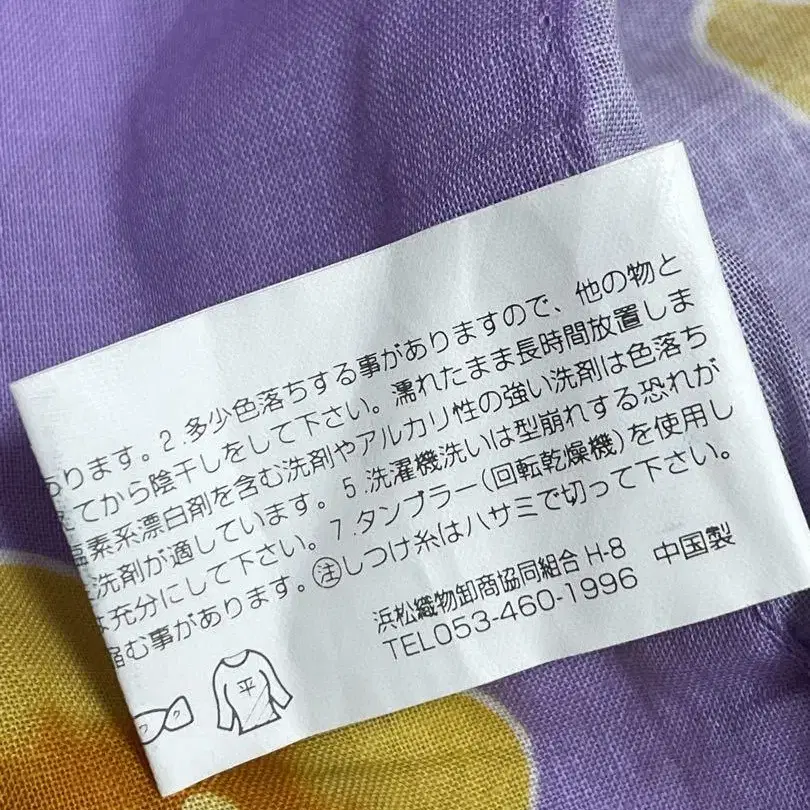 ります。2.多少色落ちする事がありますので、他の物と
てから陰干しをして下さい。濡れたまま長時間放置しま
塩素系漂白剤を含む洗剤やアルカリ性の強い洗剤は色落ち
洗剤が適しています。5.洗濯機洗いは型崩れする恐れが
充分にして下さい。7.タンブラー(回転乾燥機)を使用し
縮む事があります。㊟しつけ糸はハサミで切って下さい。
浜松織物卸商協同組合 H-8 中国製
TEL053-460-1996
平